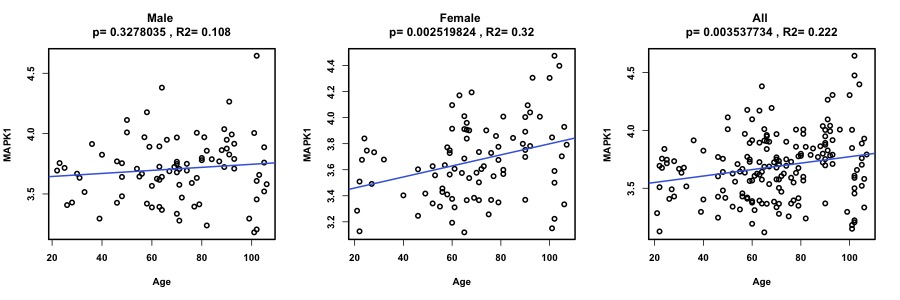 Male
p= 0.3278035 , R2= 0.108
MAPK1
4.5
4.0
3.5
20 40 60 80 100
Age
Female
p= 0.002519824 , R2= 0.32
MAPK1
4.4
4.2
4.0
3.8
3.6
3.4
3.2
20 40 60 80 100
Age
All
p= 0.003537734 , R2= 0.222
MAPK1
4.5
4.0
3.5
20 40 60 80 100
Age